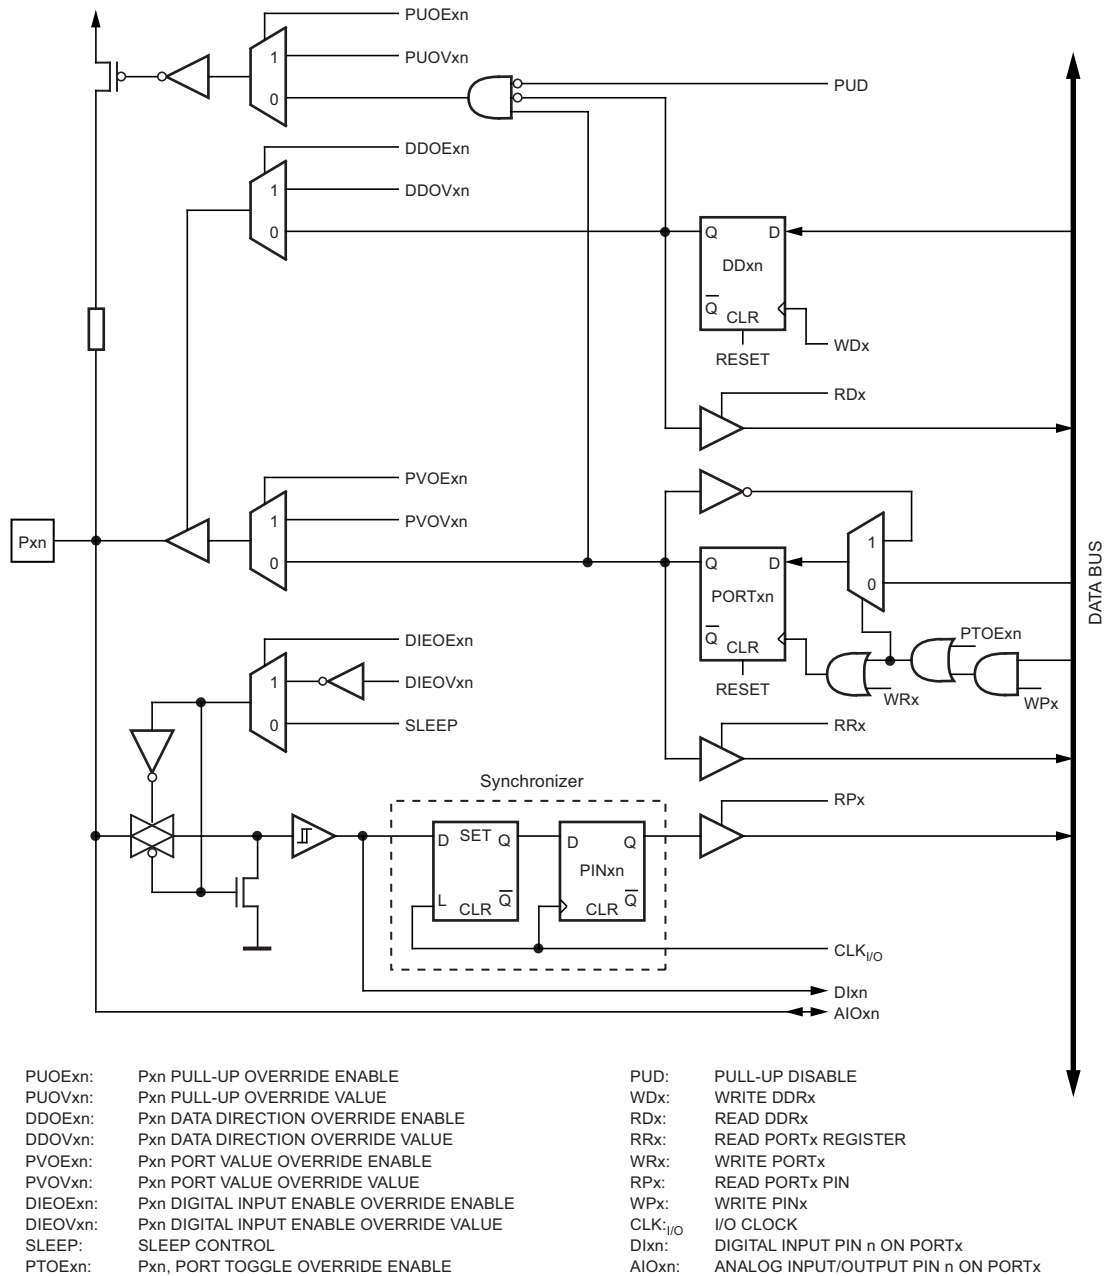 PUOExn
PUOVxn
1
0
PUD
DDOExn
DDOVxn
1
0
Q D
DDxn
Q
CLR
RESET
WDx
RDx
PVOExn
PVOVxn
1
0
Pxn
Q D
PORTxn
Q
CLR
RESET
1
0
PTOExn
WRx
WPx
DATA BUS
DIEOExn
DIEOVxn
SLEEP
1
0
RRx
Synchronizer
RPx
D SET Q
L CLR Q
D Q
PINxn
CLR Q
CLKI/O
DIxn
AIOxn
PUOExn: Pxn PULL-UP OVERRIDE ENABLE
PUOVxn: Pxn PULL-UP OVERRIDE VALUE
DDOExn: Pxn DATA DIRECTION OVERRIDE ENABLE
DDOVxn: Pxn DATA DIRECTION OVERRIDE VALUE
PVOExn: Pxn PORT VALUE OVERRIDE ENABLE
PVOVxn: Pxn PORT VALUE OVERRIDE VALUE
DIEOExn: Pxn DIGITAL INPUT ENABLE OVERRIDE ENABLE
DIEOVxn: Pxn DIGITAL INPUT ENABLE OVERRIDE VALUE
SLEEP: SLEEP CONTROL
PTOExn: Pxn, PORT TOGGLE OVERRIDE ENABLE
PUD: PULL-UP DISABLE
WDx: WRITE DDRx
RDx: READ DDRx
RRx: READ PORTx REGISTER
WRx: WRITE PORTx
RPx: READ PORTx PIN
WPx: WRITE PINx
CLK:I/O I/O CLOCK
DIxn: DIGITAL INPUT PIN n ON PORTx
AIOxn: ANALOG INPUT/OUTPUT PIN n ON PORTx